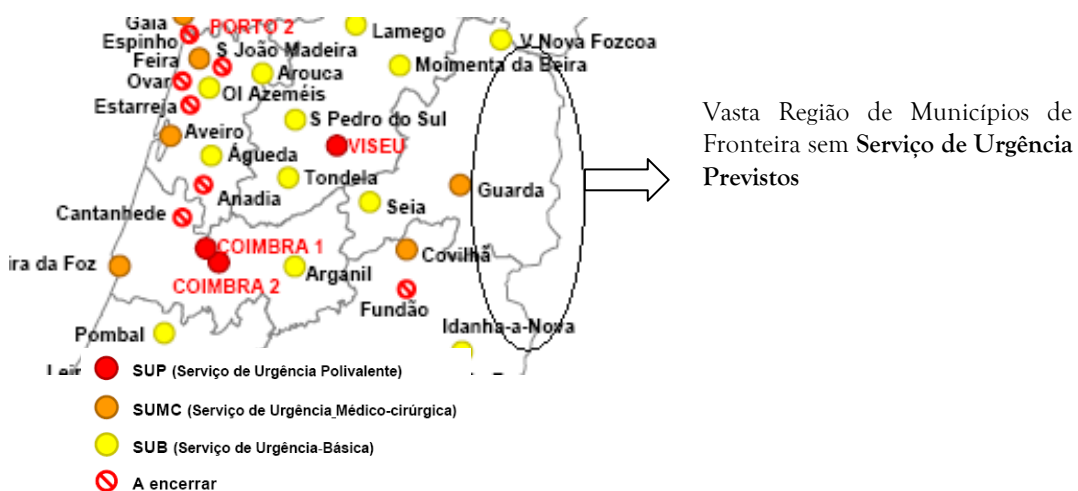 Gaia
PORTO 2
Espinho
S João Madeira
Feira
Lamego
V Nova Fozcoa
Moimenta da Beira
Arouca
Ovar
Ol Azeméis
Estarreja
S Pedro do Sul
Aveiro
VISEU
Águeda
Tondela
Guarda
Anadia
Seia
Cantanhede
COIMBRA 1
Covilhã
ira da Foz
Arganil
COIMBRA 2
Fundão
Idanha-a-Nova
Pombal
Leir
SUP (Serviço de Urgência Polivalente)
SUMC (Serviço de Urgência Médico-cirúrgica)
SUB (Serviço de Urgência-Básica)
A encerrar
Vasta Região de Municípios de
Fronteira sem Serviço de Urgência
Previstos